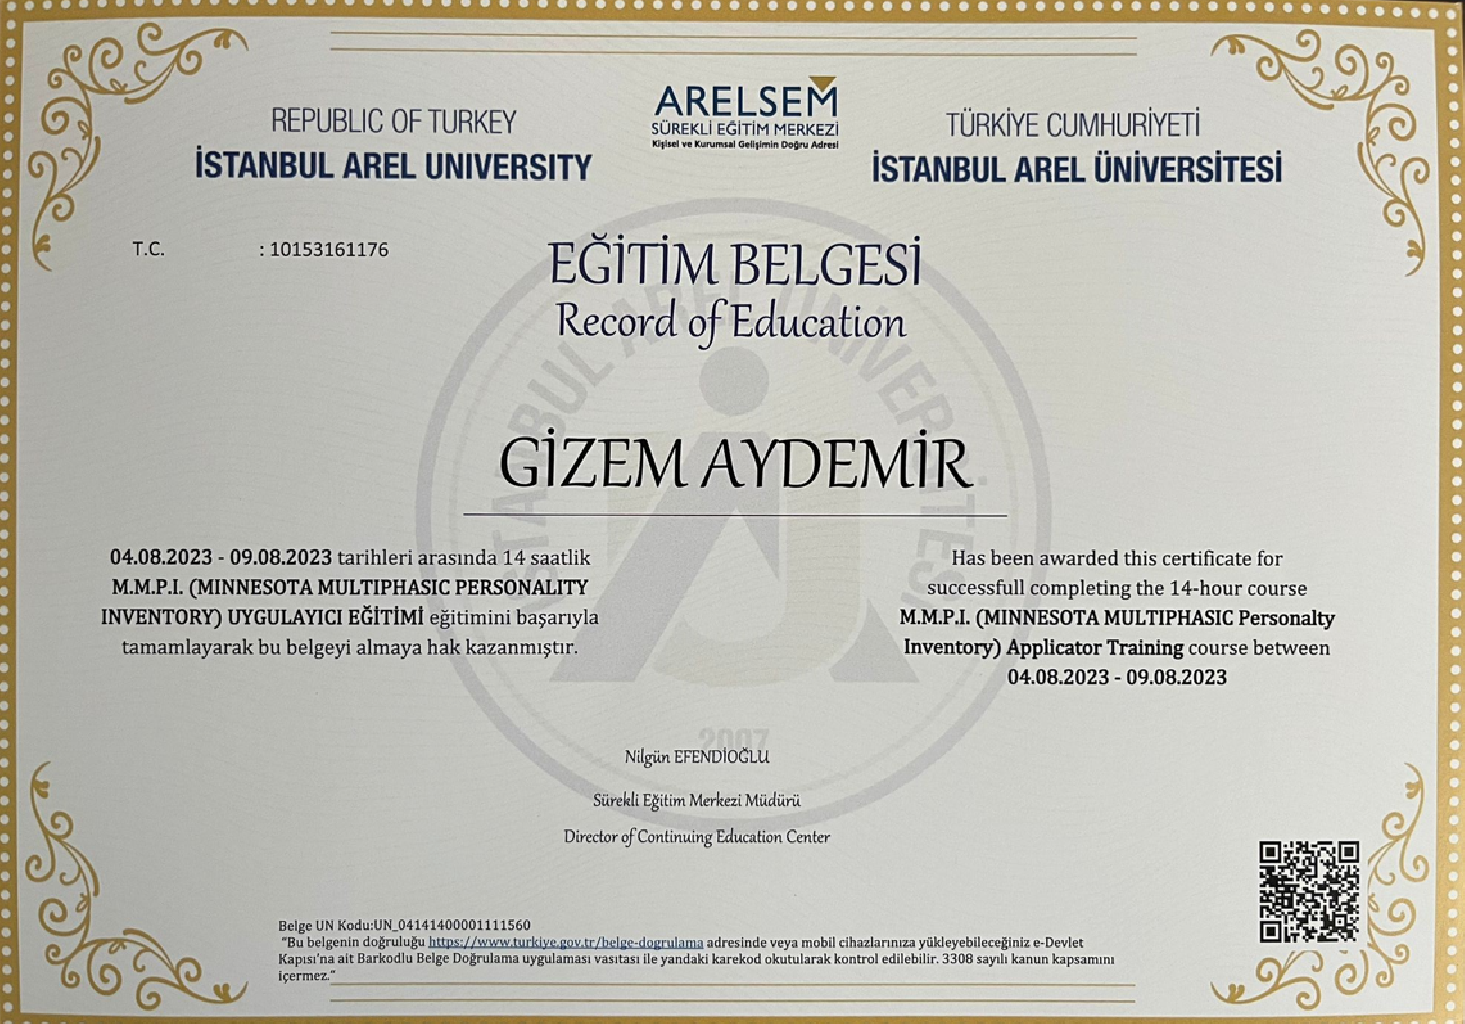 REPUBLIC OF TURKEY
İSTANBUL AREL UNIVERSITY
ARELSEM
SÜREKLİ EĞİTİM MERKEZİ
Kişisel ve Kurumsal Gelişimin Doğru Adresi
TÜRKİYE CUMHURİYETİ
İSTANBUL AREL ÜNİVERSİTESİ
T.C. : 10153161176
EĞİTİM BELGESİ
Record of Education
İSTANBUL AREL ÜNİVERSİTESİ
GİZEM AYDEMİR
04.08.2023 - 09.08.2023 tarihleri arasında 14 saatlik
M.M.P.I. (MINNESOTA MULTIPHASIC PERSONALITY
INVENTORY) UYGULAYICI EĞİTİMİ eğitimini başarıyla
tamamlayarak bu belgeyi almaya hak kazanmıştır.
Has been awarded this certificate for
successfull completing the 14-hour course
M.M.P.I. (MINNESOTA MULTIPHASIC Personalty
Inventory) Applicator Training course between
04.08.2023 - 09.08.2023
2007
Nilgün EFENDİOĞLU
Sürekli Eğitim Merkezi Müdürü
Director of Continuing Education Center
Belge UN Kodu:UN_04141400001111560
"Bu belgenin doğruluğu https://www.turkiye.gov.tr/belge-dogrulama adresinde veya mobil cihazlarınıza yükleyebileceğiniz e-Devlet
Kapısı'na ait Barkodlu Belge Doğrulama uygulaması vasıtası ile yandaki karekod okutularak kontrol edilebilir. 3308 sayılı kanun kapsamını
içermez."